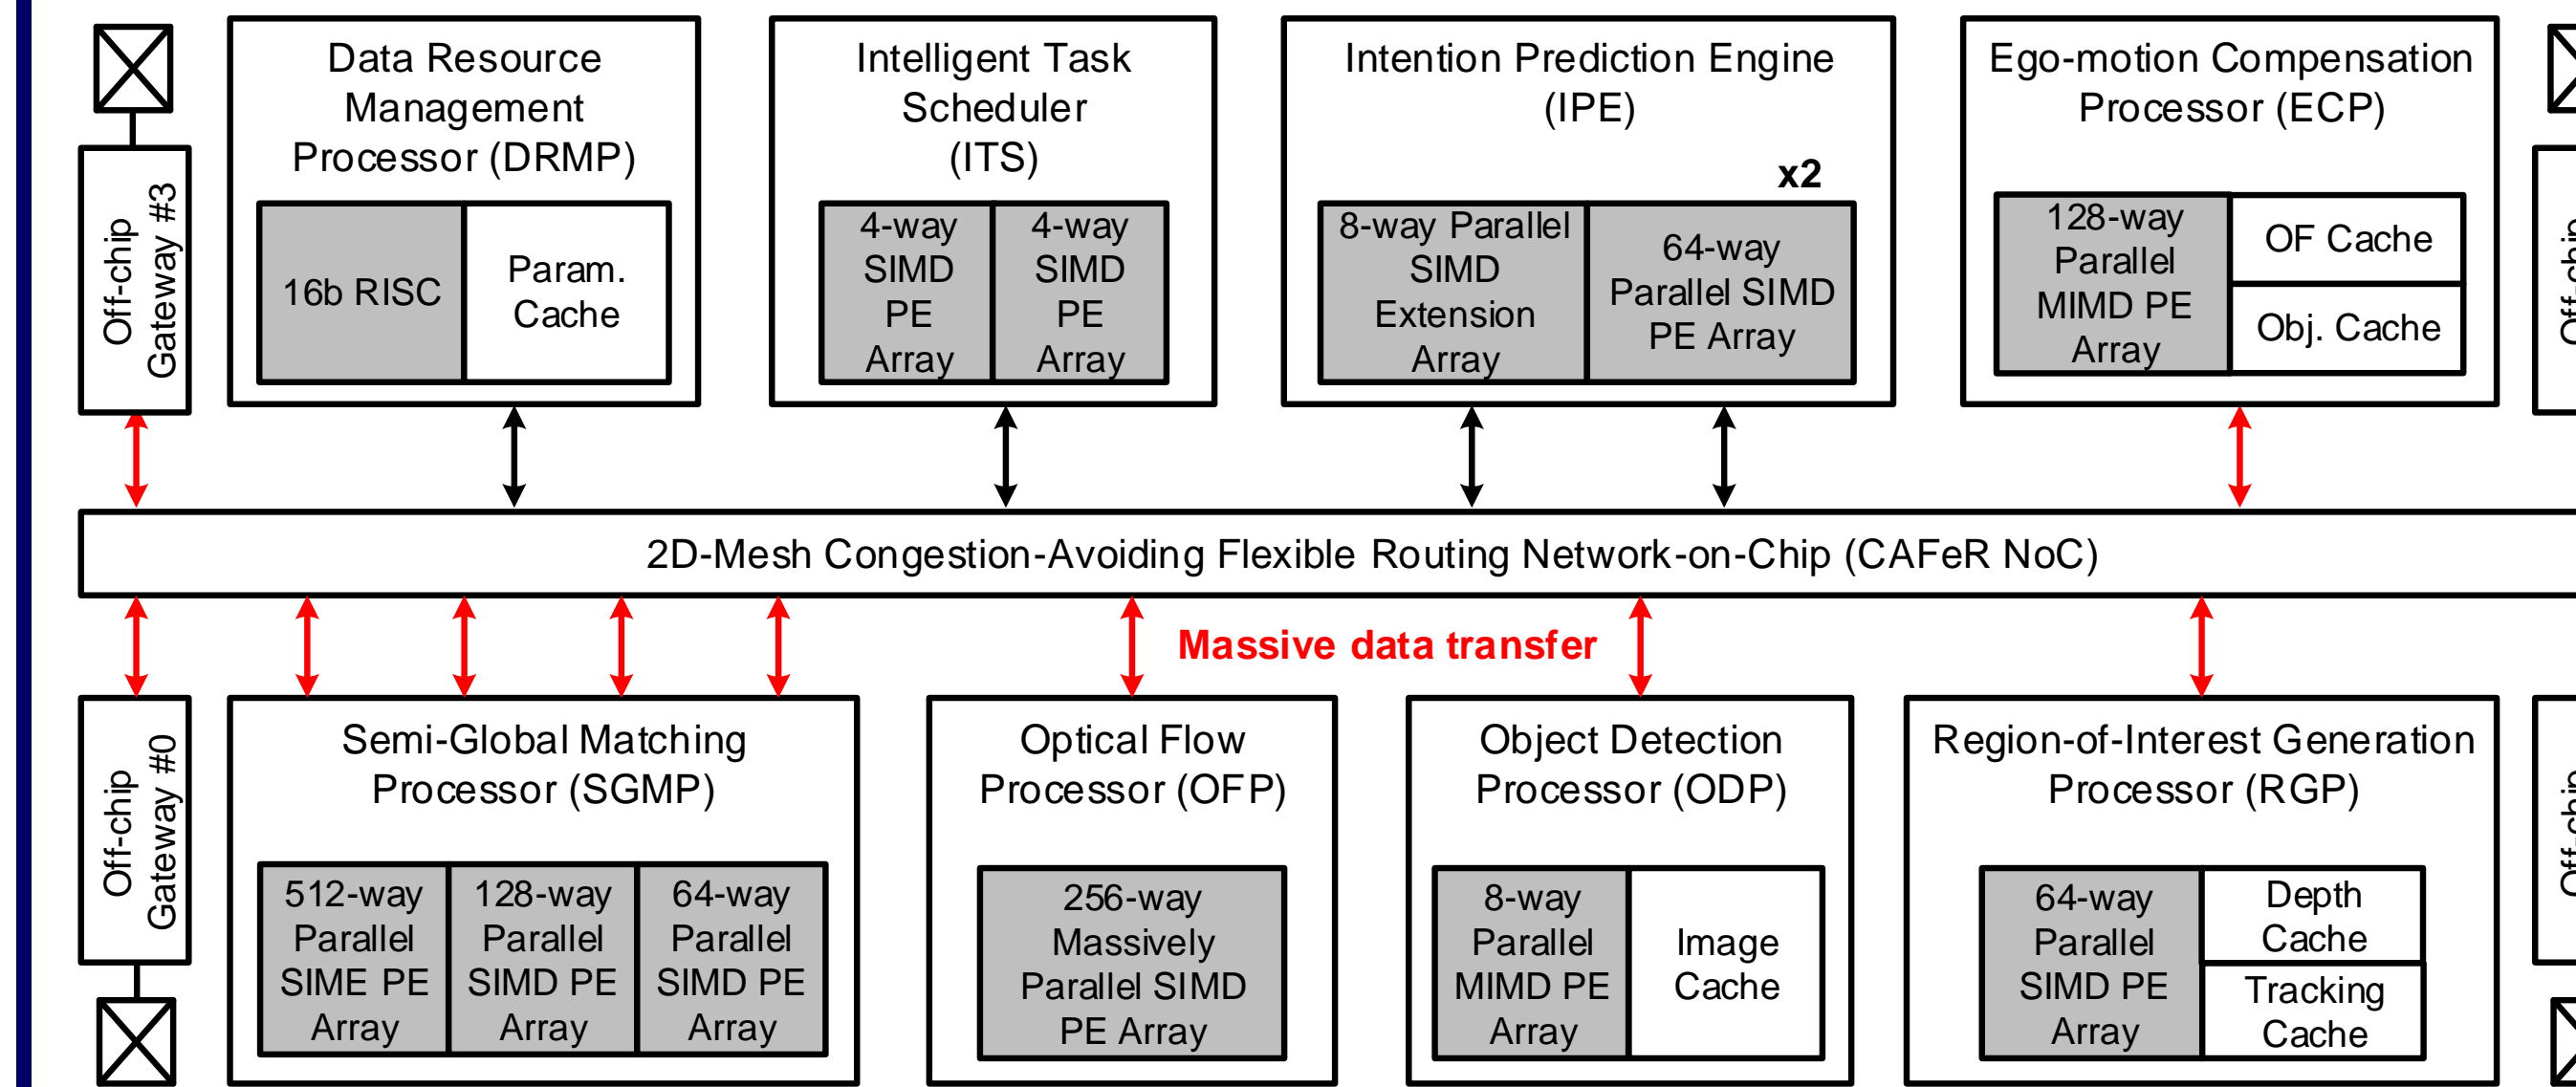 Off-chip
Gateway #3
Data Resource
Management
Processor (DRMP)
16b RISC
Param.
Cache
Intelligent Task
Scheduler
(ITS)
4-way
SIMD
PE
Array
4-way
SIMD
PE
Array
Intention Prediction Engine
(IPE)
x2
8-way Parallel
SIMD
Extension
Array
64-way
Parallel SIMD
PE Array
Ego-motion Compensation
Processor (ECP)
128-way
Parallel
MIMD PE
Array
OF Cache
Obj. Cache
Off-chip
2D-Mesh Congestion-Avoiding Flexible Routing Network-on-Chip (CAFeR NoC)
Massive data transfer
Off-chip
Gateway #0
Semi-Global Matching
Processor (SGMP)
512-way
Parallel
SIME PE
Array
128-way
Parallel
SIMD PE
Array
64-way
Parallel
SIMD PE
Array
Optical Flow
Processor (OFP)
256-way
Massively
Parallel SIMD
PE Array
Object Detection
Processor (ODP)
8-way
Parallel
MIMD PE
Array
Image
Cache
Region-of-Interest Generation
Processor (RGP)
64-way
Parallel
SIMD PE
Array
Depth
Cache
Tracking
Cache
Off-chip